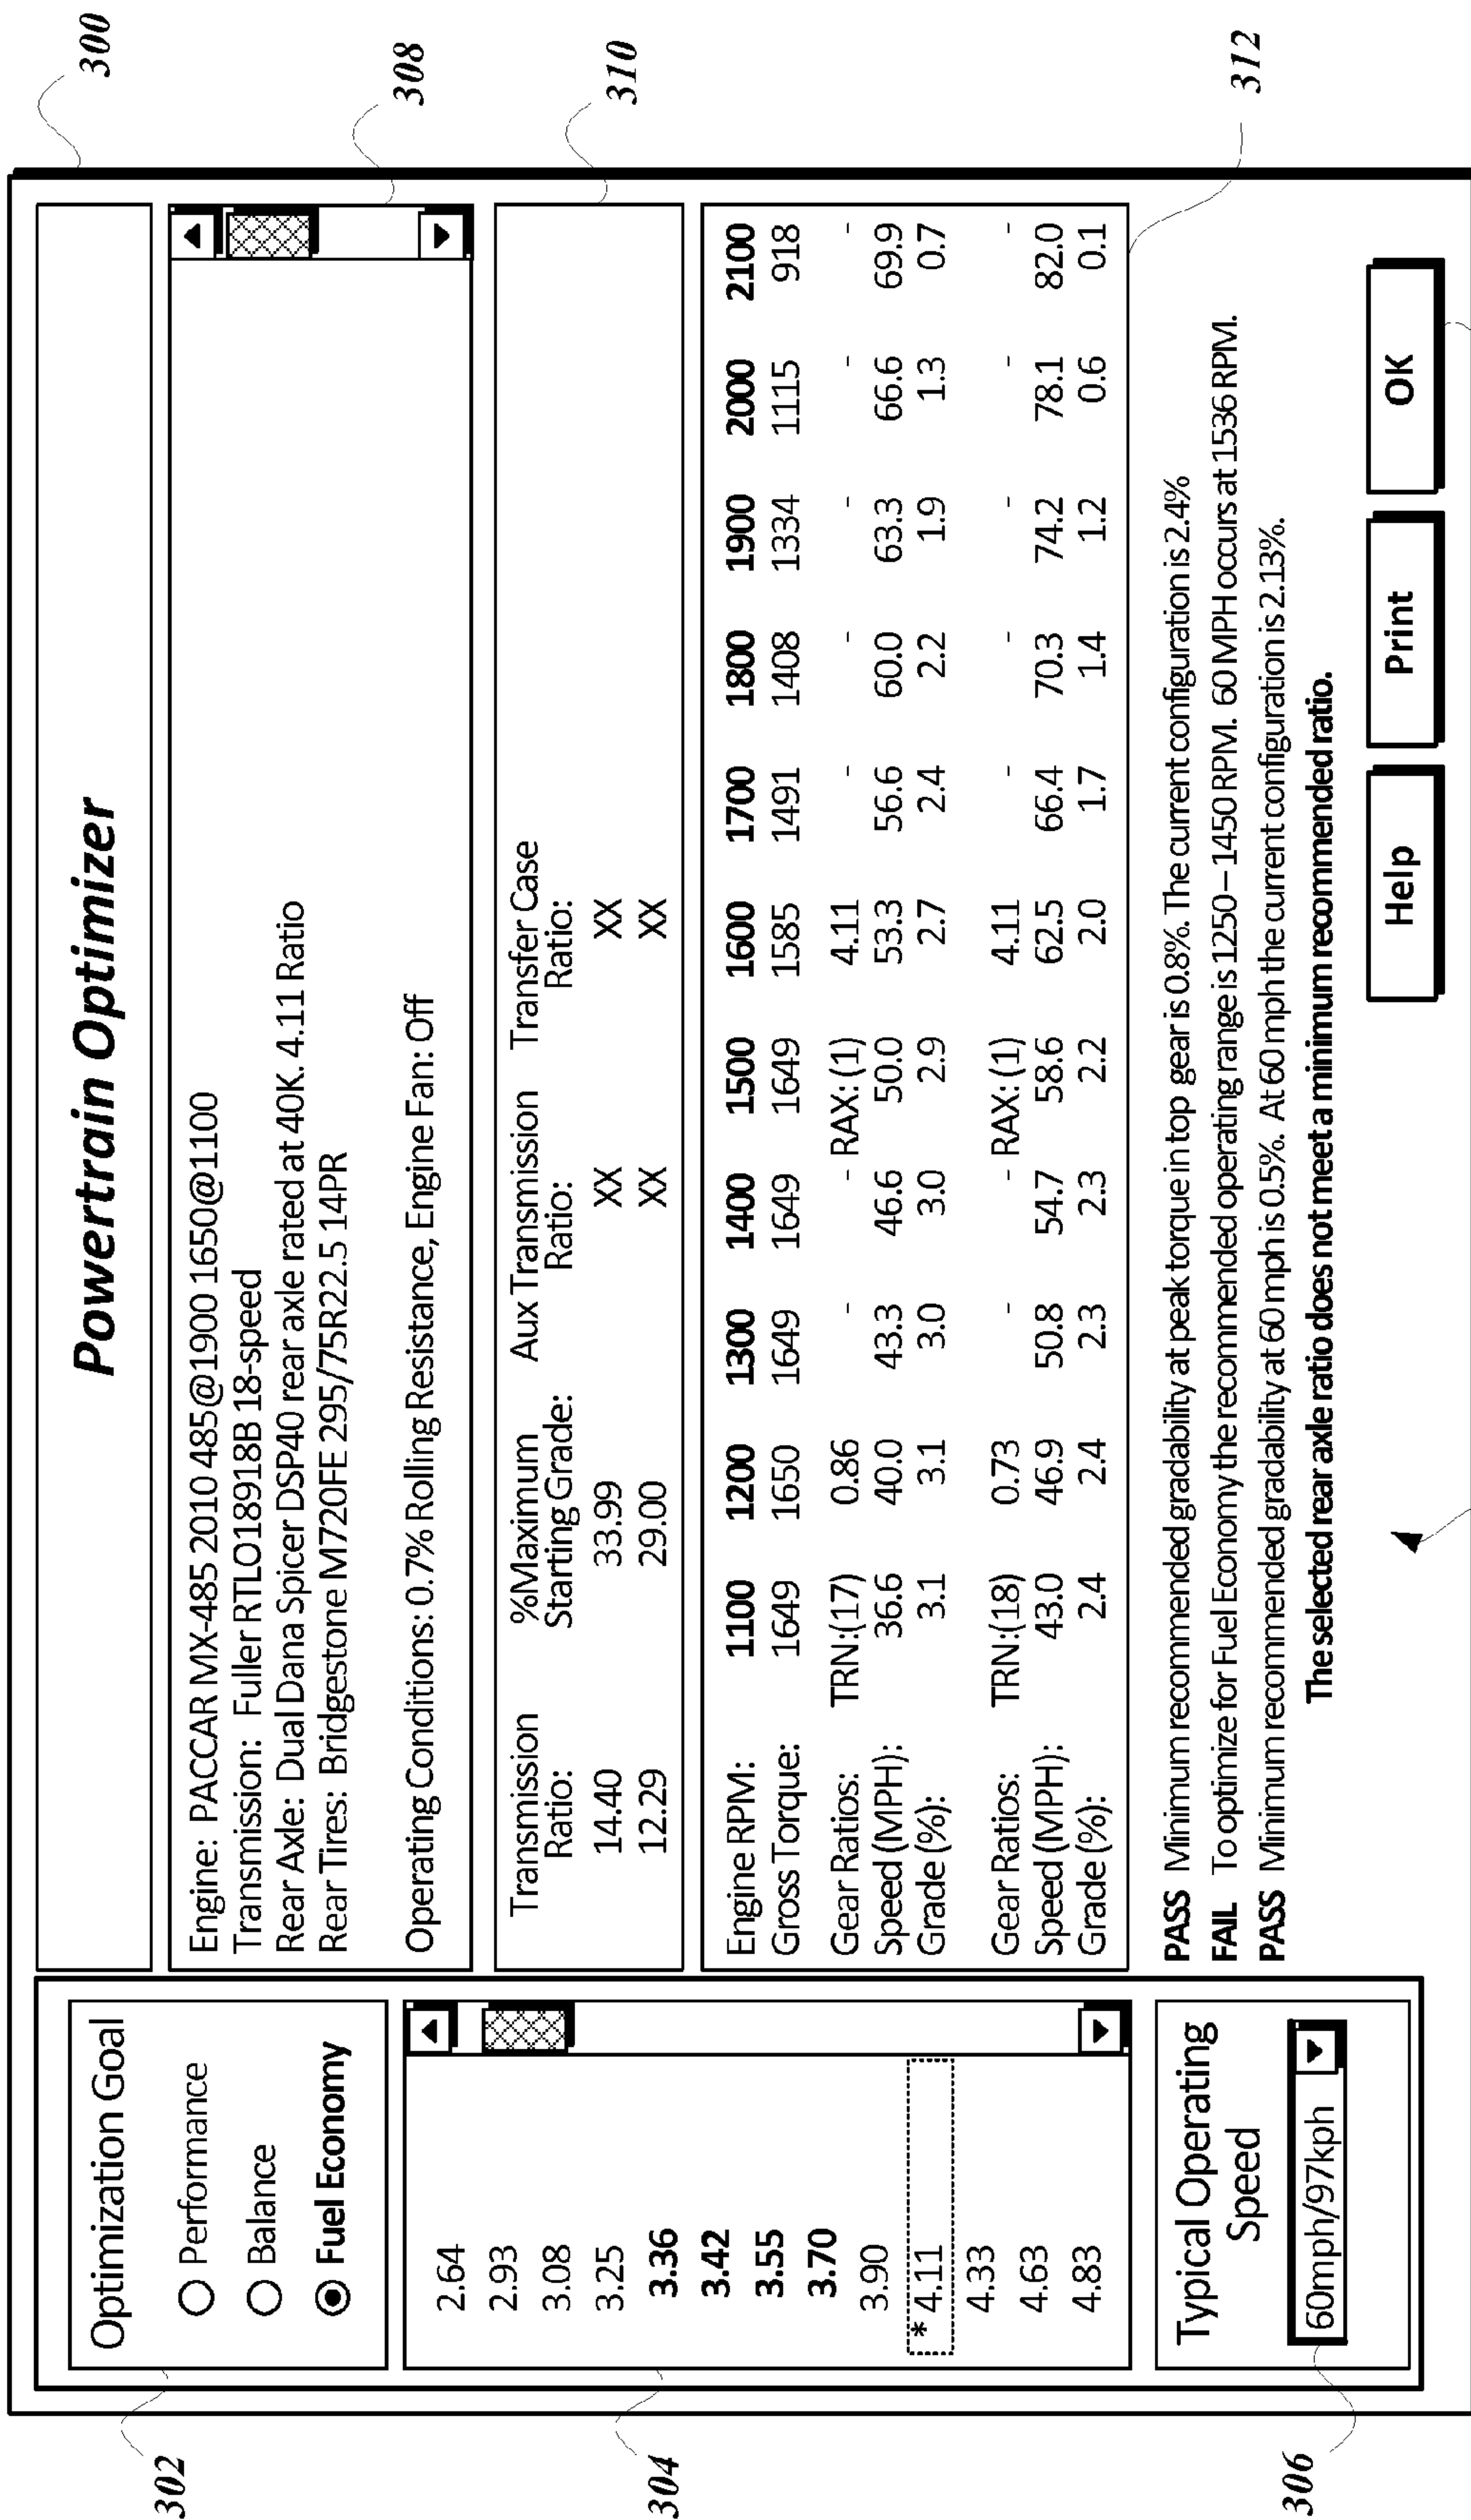 300
Powertrain Optimizer
302
Optimization Goal
Performance
Balance
Fuel Economy
304
2.64
2.93
3.08
3.25
3.36
3.42
3.55
3.70
3.90
* 4.11
4.33
4.63
4.83
306
Typical Operating
Speed
60mph/97kph
308
Engine: PACCAR MX-485 2010 485@1900 1650@1100
Transmission: Fuller RTLO18918B 18-speed
Rear Axle: Dual Dana Spicer DSP40 rear axle rated at 40K. 4.11 Ratio
Rear Tires: Bridgestone M720FE 295/75R22.5 14PR
Operating Conditions: 0.7% Rolling Resistance, Engine Fan: Off
310
Transmission %Maximum Aux Transmission Transfer Case
Ratio: Starting Grade: Ratio: Ratio:
14.40 33.99 XX XX
12.29 29.00 XX XX
312
Engine RPM: 1100 1200 1300 1400 1500 1600 1700 1800 1900 2000 2100
Gross Torque: 1649 1650 1649 1649 1649 1585 1491 1408 1334 1115 918
Gear Ratios: TRN:(17) 0.86 - - RAX: (1) 4.11 - - - - -
Speed (MPH): 36.6 40.0 43.3 46.6 50.0 53.3 56.6 60.0 63.3 66.6 69.9
Grade (%): 3.1 3.1 3.0 3.0 2.9 2.7 2.4 2.2 1.9 1.3 0.7
Gear Ratios: TRN:(18) 0.73 - - RAX: (1) 4.11 - - - - -
Speed (MPH): 43.0 46.9 50.8 54.7 58.6 62.5 66.4 70.3 74.2 78.1 82.0
Grade (%): 2.4 2.4 2.3 2.3 2.2 2.0 1.7 1.4 1.2 0.6 0.1
PASS Minimum recommended gradability at peak torque in top gear is 0.8%. The current configuration is 2.4%
FAIL To optimize for Fuel Economy the recommended operating range is 1250 – 1450 RPM. 60 MPH occurs at 1536 RPM.
PASS Minimum recommended gradability at 60 mph is 0.5%. At 60 mph the current configuration is 2.13%.
The selected rear axle ratio does not meet a minimum recommended ratio.
Help Print OK